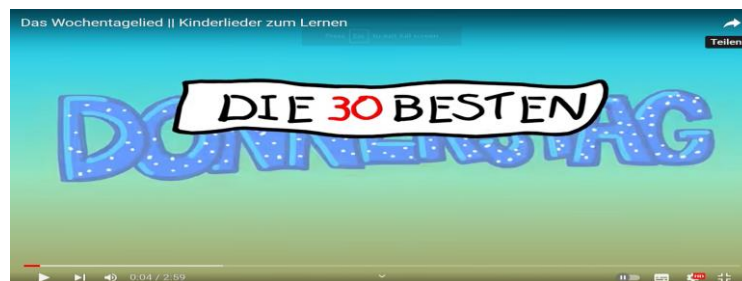 Das Wochentagelied || Kinderlieder zum Lernen
Teilen
DIE 30 BESTEN
DONNERSTAG
0:04 / 2:59